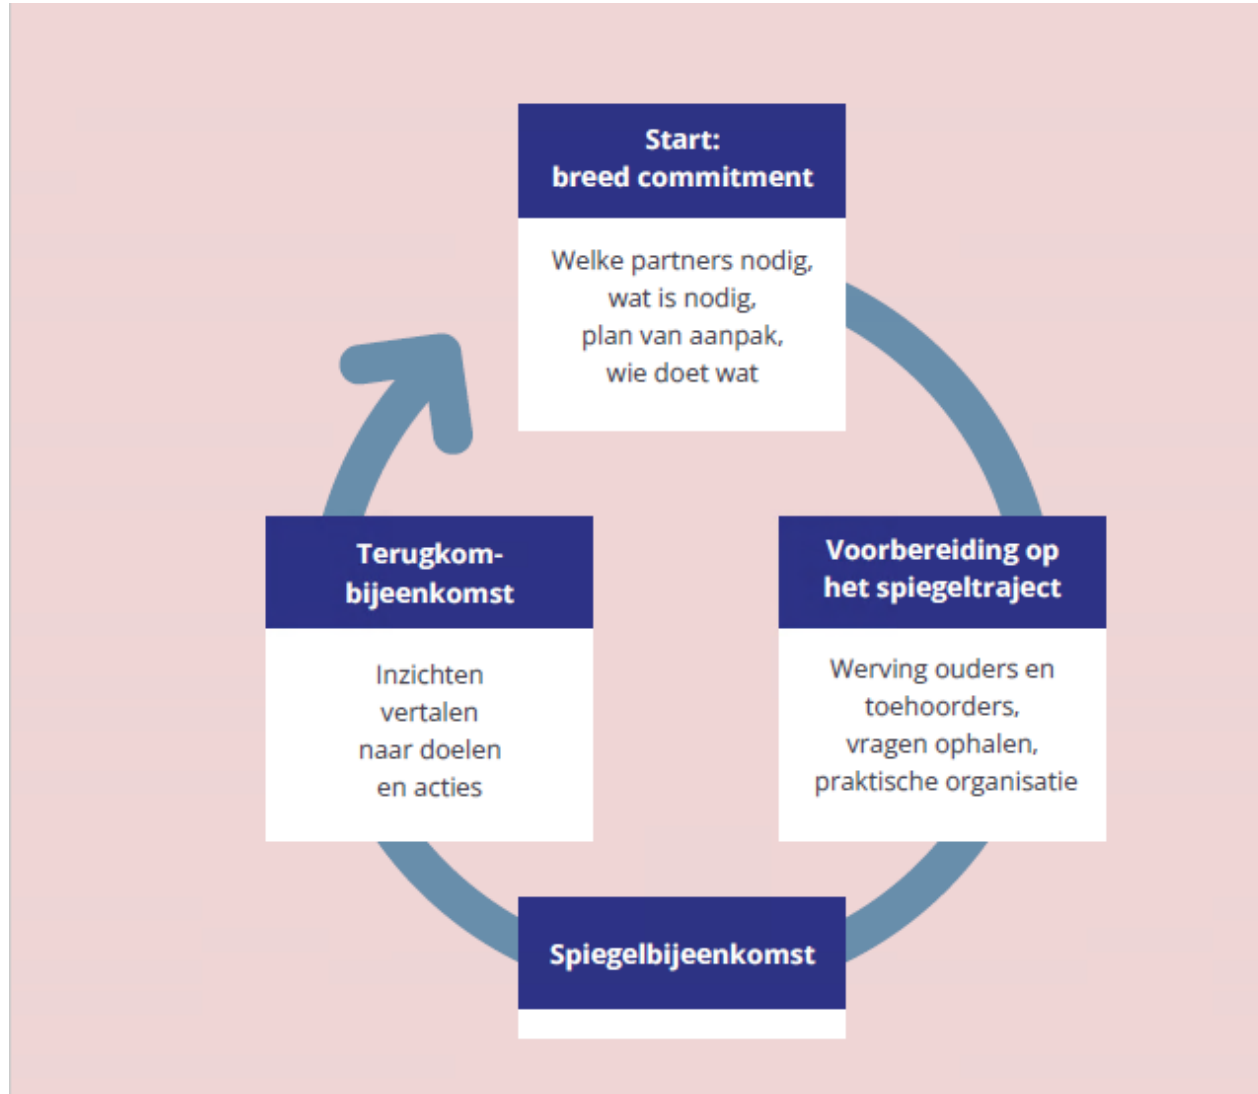 Start:
breed commitment
Welke partners nodig,
wat is nodig,
plan van aanpak,
wie doet wat
Voorbereiding op
het spiegeltraject
Werving ouders en
toehoorders,
vragen ophalen,
praktische organisatie
Spiegelbijeenkomst
Terugkom-
bijeenkomst
Inzichten
vertalen
naar doelen
en acties